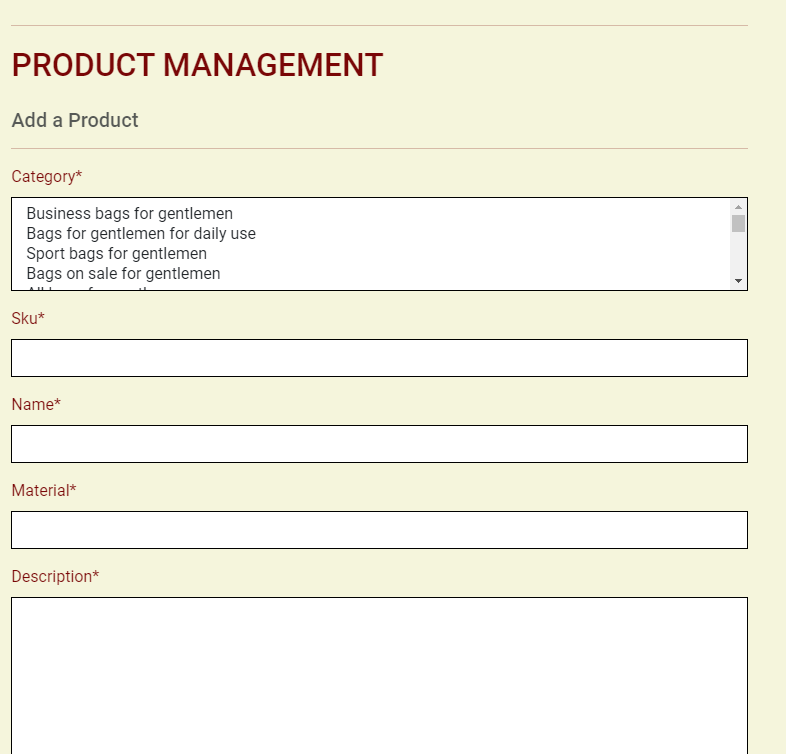 PRODUCT MANAGEMENT
Add a Product
Category*
Business bags for gentlemen
Bags for gentlemen for daily use
Sport bags for gentlemen
Bags on sale for gentlemen
Sku*
Name*
Material*
Description*